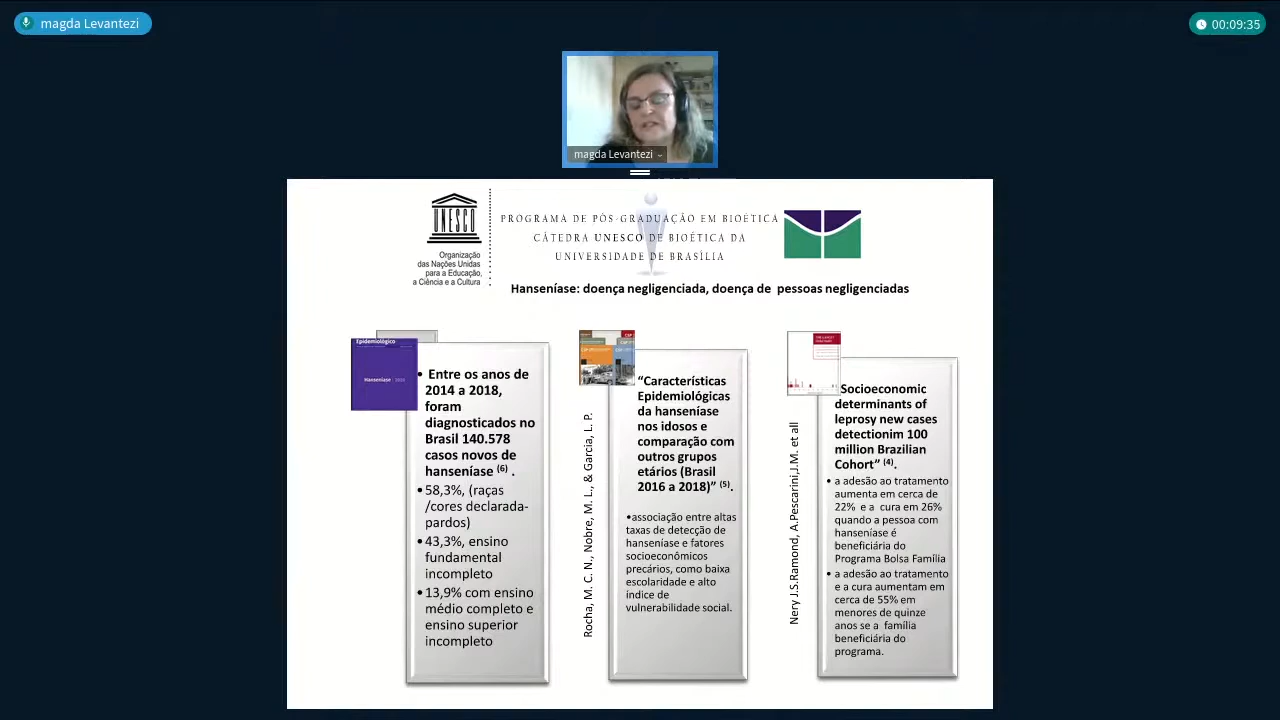 magda Levantezi
00:09:35
magda Levantezi
UNESCO
Organização
das Nações Unidas
para a Educação,
a Ciência e a Cultura
PROGRAMA DE PÓS-GRADUAÇÃO EM BIOÉTICA
CÁTEDRA UNESCO DE BIOÉTICA DA
UNIVERSIDADE DE BRASÍLIA
Hanseníase: doença negligenciada, doença de pessoas negligenciadas
Epidemiológico
Hanseníase | 2020
• Entre os anos de
2014 a 2018,
foram
diagnosticados no
Brasil 140.578
casos novos de
hanseníase (6) .
•58,3%, (raças
/cores declarada-
pardos)
•43,3%, ensino
fundamental
incompleto
•13,9% com ensino
médio completo e
ensino superior
incompleto
Rocha, M. C. N., Nobre, M. L., & Garcia, L. P.
“Características
Epidemiológicas
da hanseníase
nos idosos e
comparação com
outros grupos
etários (Brasil
2016 a 2018)” (5).
•associação entre altas
taxas de detecção de
hanseníase e fatores
socioeconômicos
precários, como baixa
escolaridade e alto
índice de
vulnerabilidade social.
Nery J.S.Ramond, A.Pescarini,J.M. et all
Socioeconomic
determinants of
leprosy new cases
detectionim 100
million Brazilian
Cohort” (4).
• a adesão ao tratamento
aumenta em cerca de
22% e a cura em 26%
quando a pessoa com
hanseníase é
beneficiária do
Programa Bolsa Família
• a adesão ao tratamento
e a cura aumentam em
cerca de 55% em
menores de quinze
anos se a família
beneficiária do
programa.